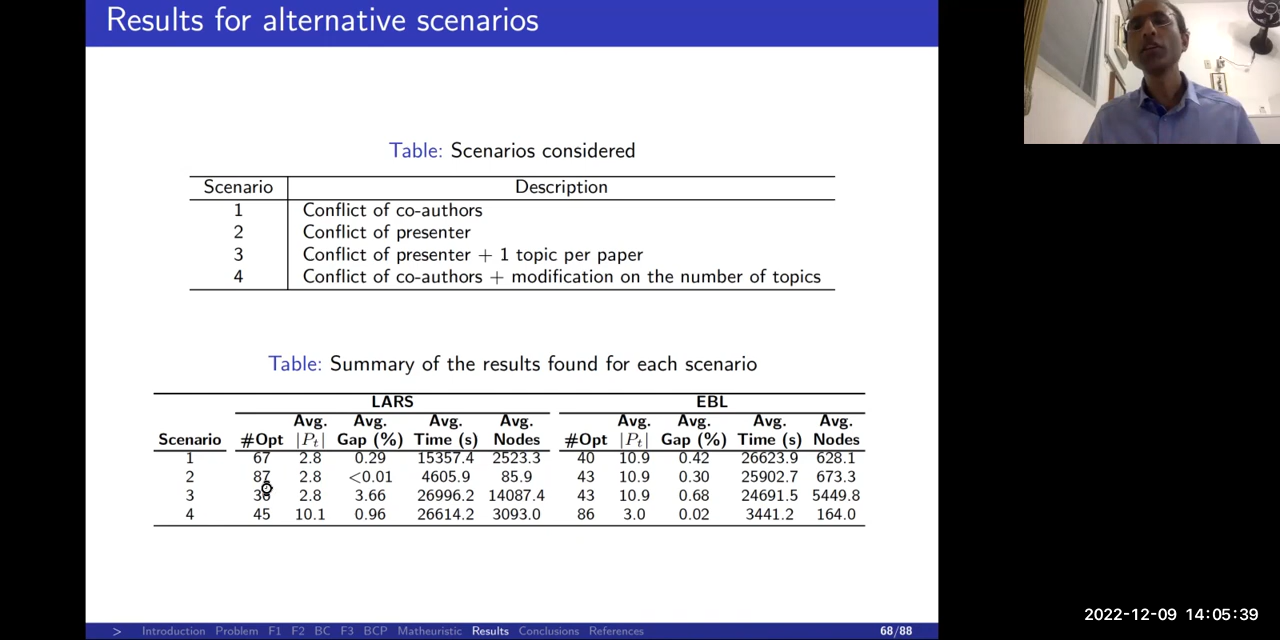 Results for alternative scenarios
Table: Scenarios considered
Scenario Description
1 Conflict of co-authors
2 Conflict of presenter
3 Conflict of presenter + 1 topic per paper
4 Conflict of co-authors + modification on the number of topics
Table: Summary of the results found for each scenario
LARS EBL
Avg. Avg. Avg. Avg. Avg. Avg. Avg. Avg.
Scenario #Opt |Pt| Gap (%) Time (s) Nodes #Opt |Pt| Gap (%) Time (s) Nodes
1 67 2.8 0.29 15357.4 2523.3 40 10.9 0.42 26623.9 628.1
2 87 2.8 <0.01 4605.9 85.9 43 10.9 0.30 25902.7 673.3
3 2.8 3.66 26996.2 14087.4 43 10.9 0.68 24691.5 5449.8
4 45 10.1 0.96 26614.2 3093.0 86 3.0 0.02 3441.2 164.0
> Introduction Problem F1 F2 BC F3 BCP Matheuristic Results Conclusions References 68/88
2022-12-09 14:05:39